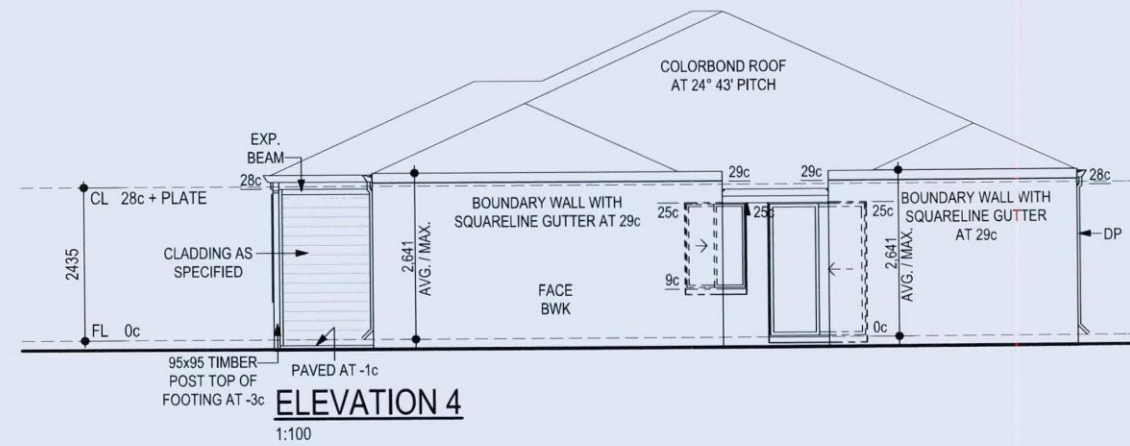 COLORBOND ROOF
AT 24° 43' PITCH
EXP.
BEAM
28c
29c
29c
28c
CL 28c + PLATE
BOUNDARY WALL WITH
SQUARELINE GUTTER AT 29c
25c
25c
25c
BOUNDARY WALL WITH
SQUARELINE GUTTER
AT 29c
DP
2435
CLADDING AS
SPECIFIED
2,641
AVG. / MAX.
2,641
AVG. / MAX.
FACE
BWK
9c
0c
FL 0c
95x95 TIMBER
POST TOP OF
FOOTING AT -3c
PAVED AT -1c
ELEVATION 4
1:100